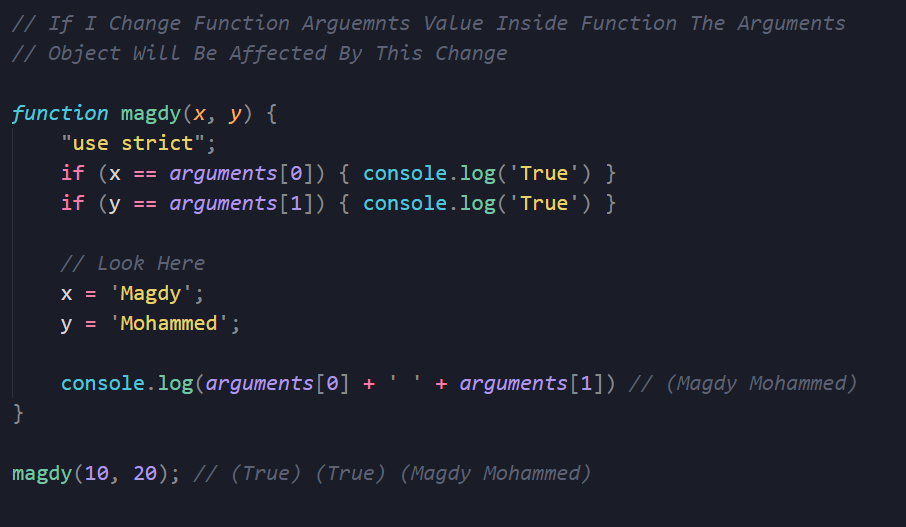 // If I Change Function Arguemnts Value Inside Function The Arguments
// Object Will Be Affected By This Change
function magdy(x, y) {
"use strict";
if (x == arguments[0]) { console.log('True') }
if (y == arguments[1]) { console.log('True') }
// Look Here
x = 'Magdy';
y = 'Mohammed';
console.log(arguments[0] + ' ' + arguments[1]) // (Magdy Mohammed)
}
magdy(10, 20); // (True) (True) (Magdy Mohammed)